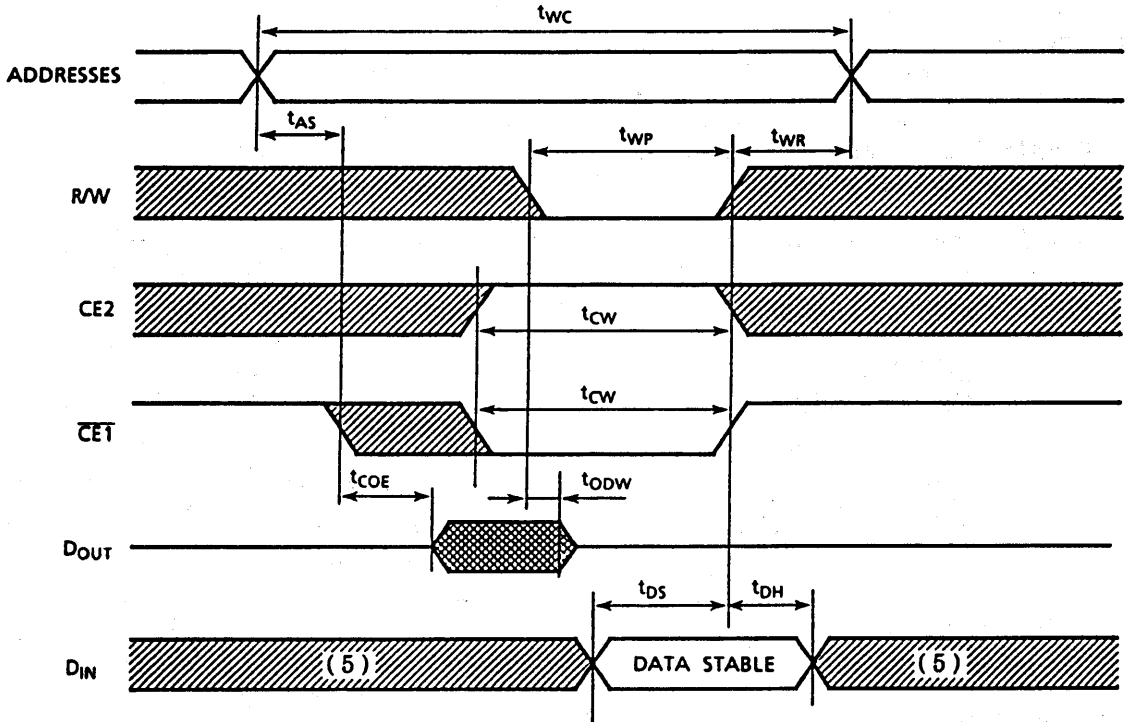 tWC
ADDRESSES
tAS
tWP
tWR
R/W
CE2
tCW
CE1
tCW
tCOE
tODW
DOUT
tDS
tDH
DIN
(5)
DATA STABLE
(5)